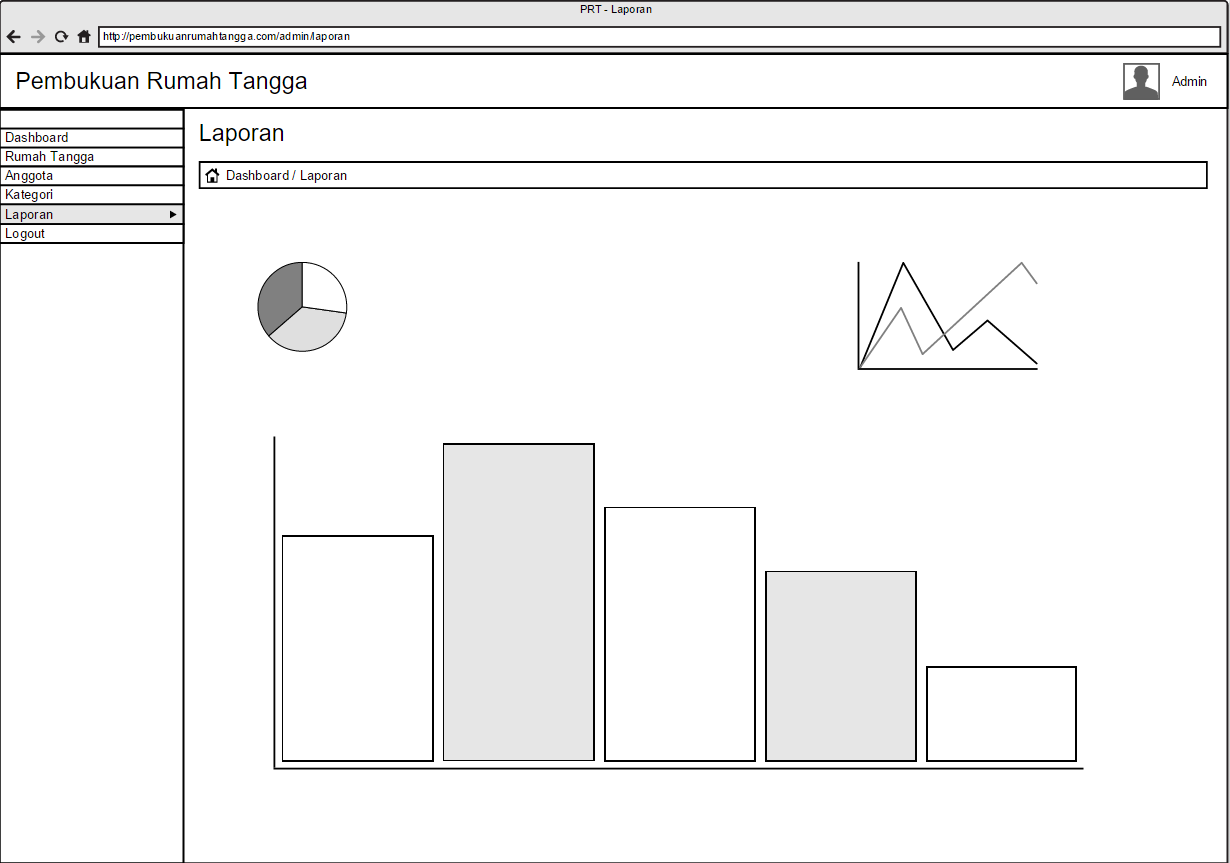 PRT - Laporan
http://pembukuanrumahtangga.com/admin/laporan
Pembukuan Rumah Tangga
Admin
Dashboard
Rumah Tangga
Anggota
Kategori
Laporan
Logout
Laporan
Dashboard / Laporan